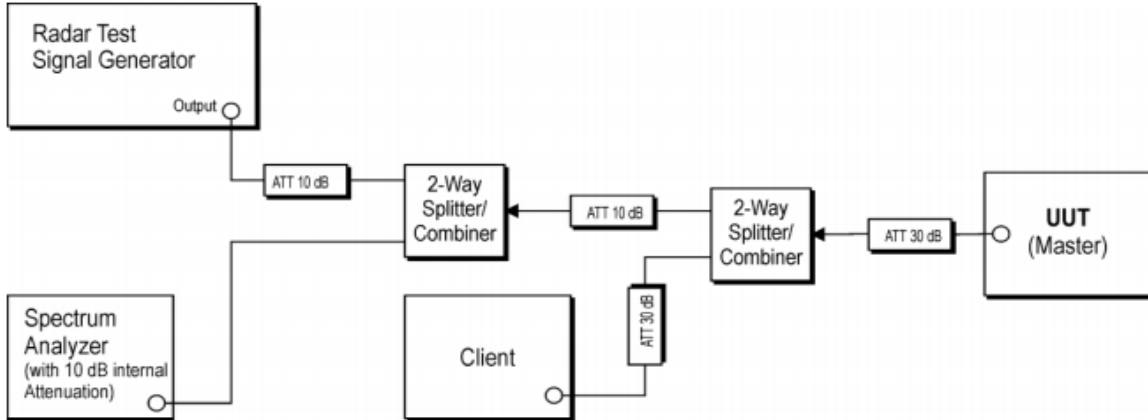 Radar Test
Signal Generator
Output
ATT 10 dB
2-Way
Splitter/
Combiner
ATT 10 dB
2-Way
Splitter/
Combiner
ATT 30 dB
UUT
(Master)
Spectrum
Analyzer
(with 10 dB internal
Attenuation)
Client
ATT 30 dB